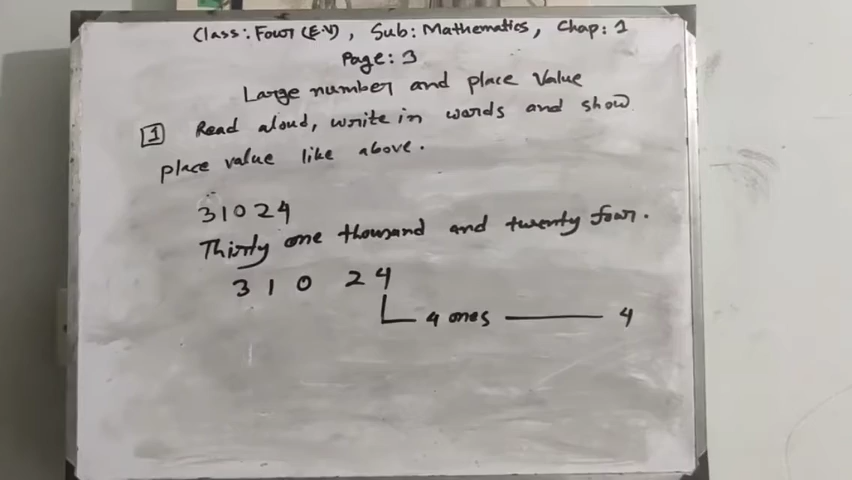 Class: Four (E.V), Sub: Mathematics, Chap: 1
Page: 3
Large number and place Value
1 Read aloud, write in words and show
place value like above.
31024
Thirty one thousand and twenty four.
3 1 0 2 4
4 ones 4